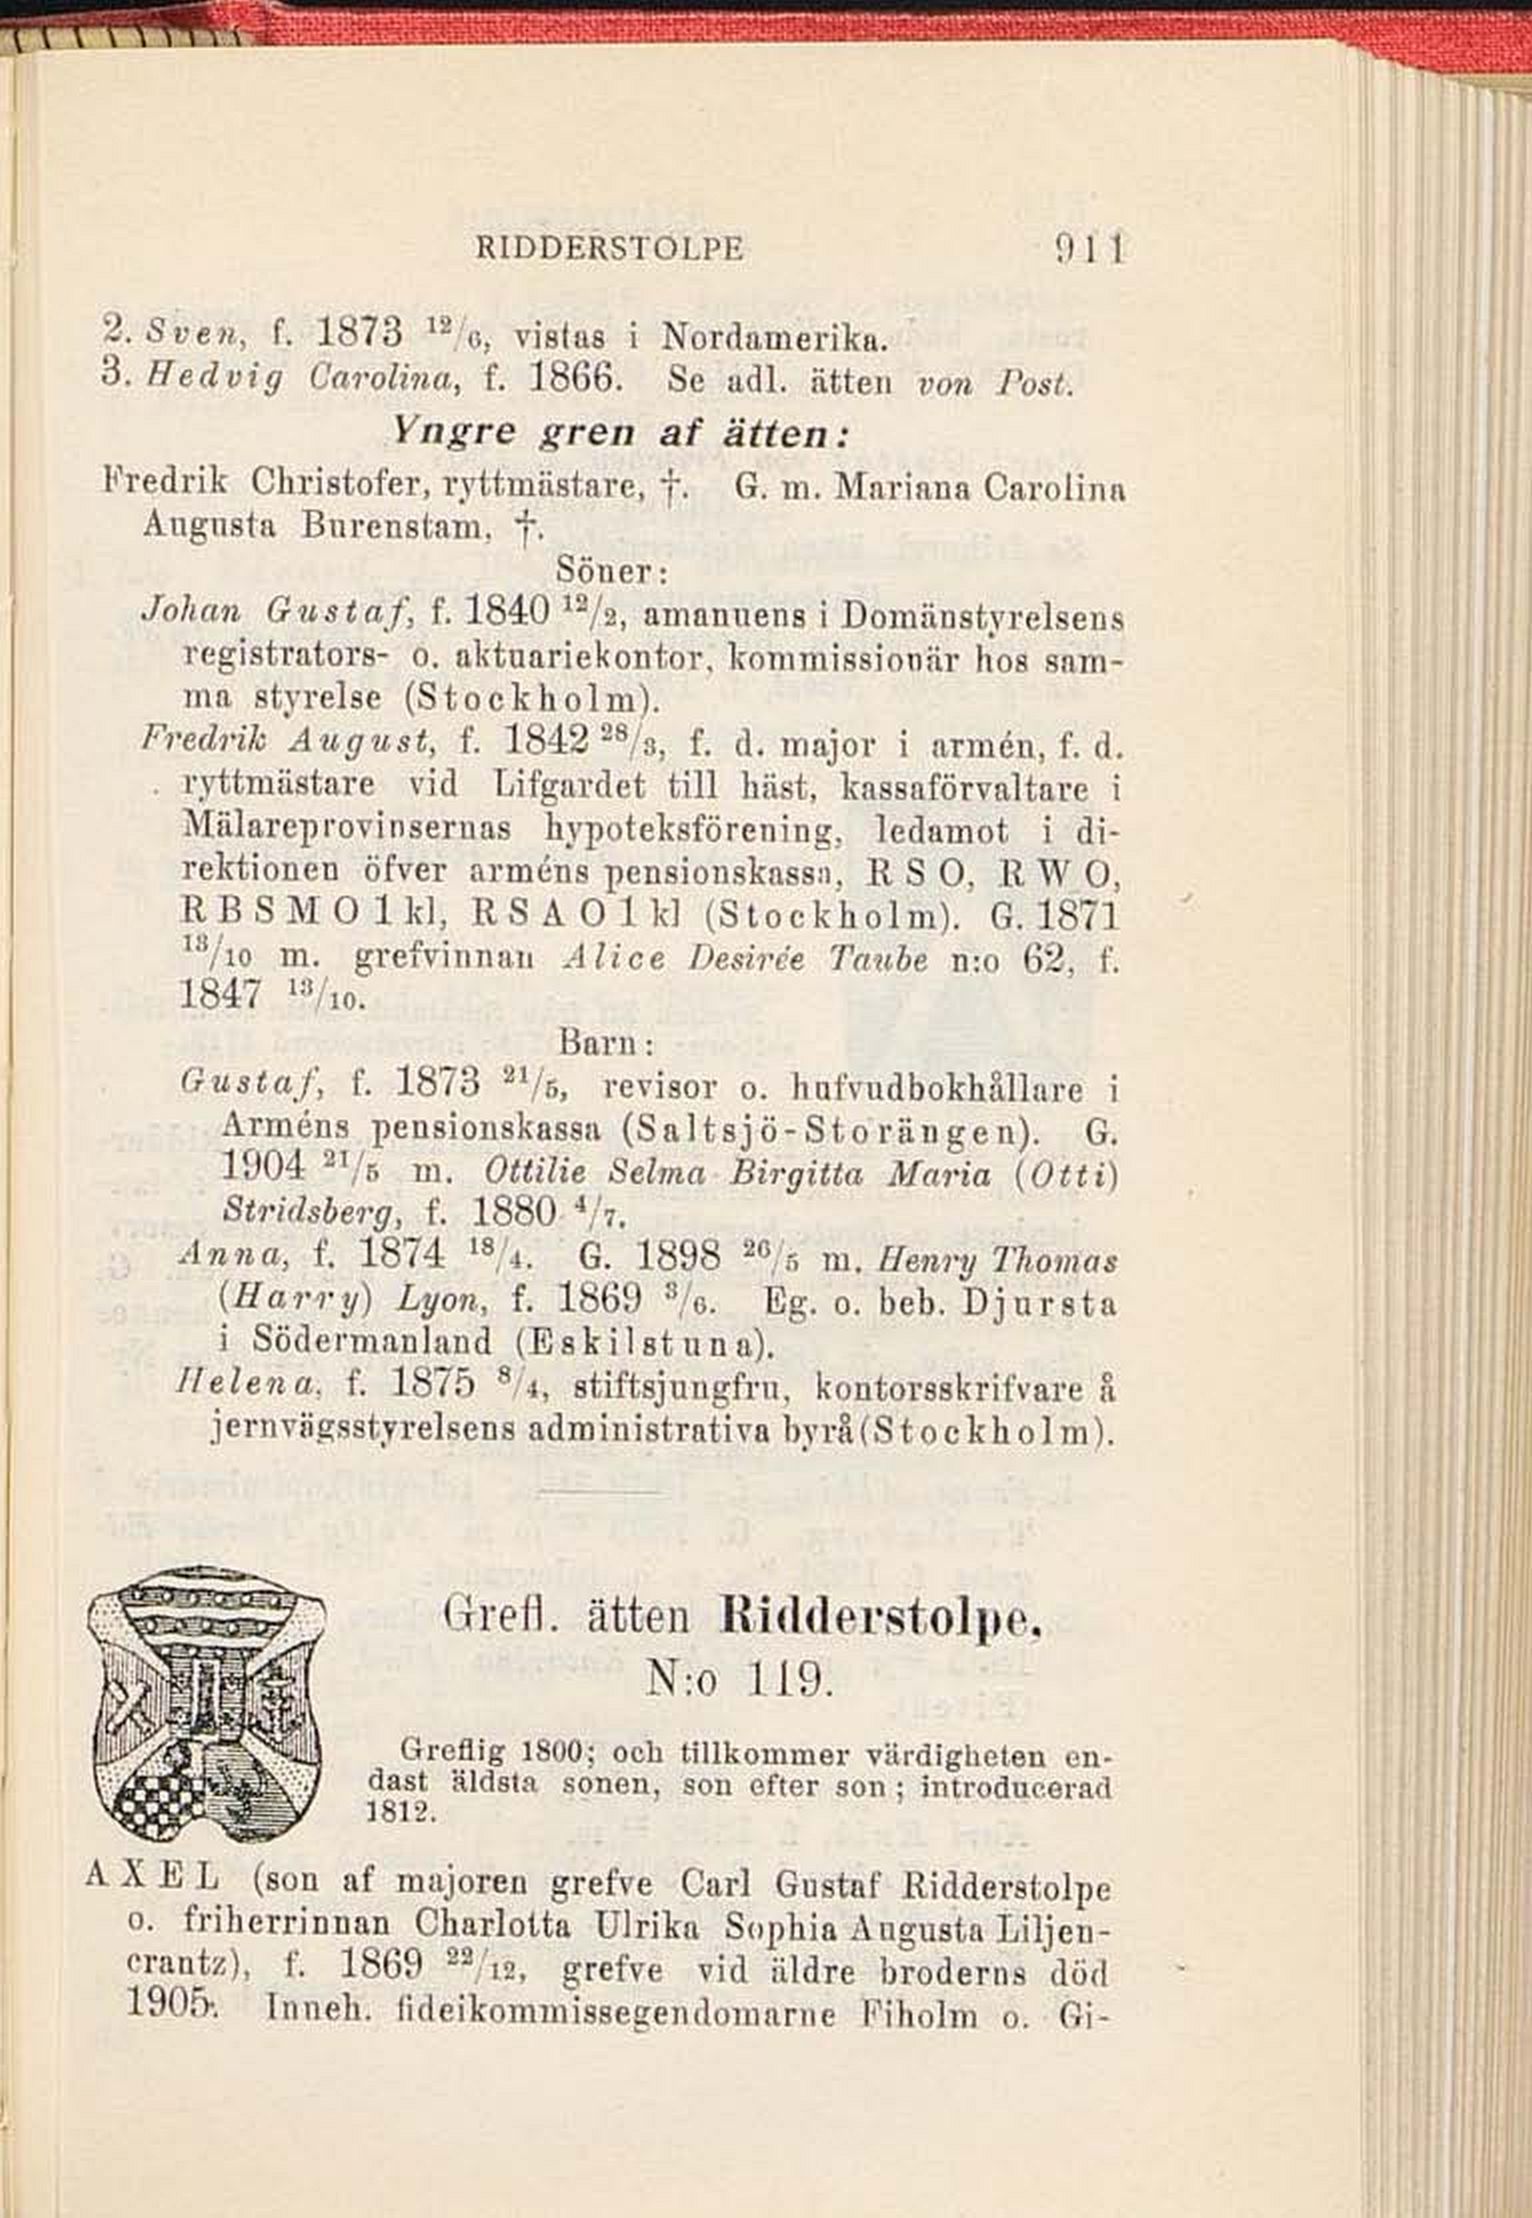 RIDDERSTOLPE 911
2. Sven, f. 1873 12/6, vistas i Nordamerika.
3. Hedvig Carolina, f. 1866. Se adl. ätten von Post.
Yngre gren af ätten:
Fredrik Christofer, ryttmästare, †. G. m. Mariana Carolina
Augusta Burenstam, †.
Söner:
Johan Gustaf, f. 1840 12/2, amanuens i Domänstyrelsens
registrators- o. aktuariekontor, kommissionär hos sam-
ma styrelse (Stockholm).
Fredrik August, f. 1842 28/3, f. d. major i armén, f. d.
ryttmästare vid Lifgardet till häst, kassaförvaltare i
Mälareprovinsernas hypoteksförening, ledamot i di-
rektionen öfver arméns pensionskassa, R S O, R W O,
R B S M O 1 kl, R S A O 1 kl (Stockholm). G. 1871
13/10 m. grefvinnan Alice Desirée Taube n:o 62, f.
1847 13/10.
Barn:
Gustaf, f. 1873 21/5, revisor o. hufvudbokhållare i
Arméns pensionskassa (Saltsjö-Storängen). G.
1904 21/5 m. Ottilie Selma Birgitta Maria (Otti)
Stridsberg, f. 1880 4/7.
Anna, f. 1874 18/4. G. 1898 26/5 m. Henry Thomas
(Harry) Lyon, f. 1869 3/6. Eg. o. beb. Djursta
i Södermanland (Eskilstuna).
Helena, f. 1875 8/4, stiftsjungfru, kontorsskrifvare å
jernvägsstyrelsens administrativa byrå (Stockholm).
Grefl. ätten Ridderstolpe,
N:o 119.
Greflig 1800; och tillkommer värdigheten en-
dast äldsta sonen, son efter son; introducerad
1812.
AXEL (son af majoren grefve Carl Gustaf Ridderstolpe
o. friherrinnan Charlotta Ulrika Sophia Augusta Liljen-
crantz), f. 1869 22/12, grefve vid äldre broderns död
1905. Inneh. fideikommissegendomarne Fiholm o. Gi-